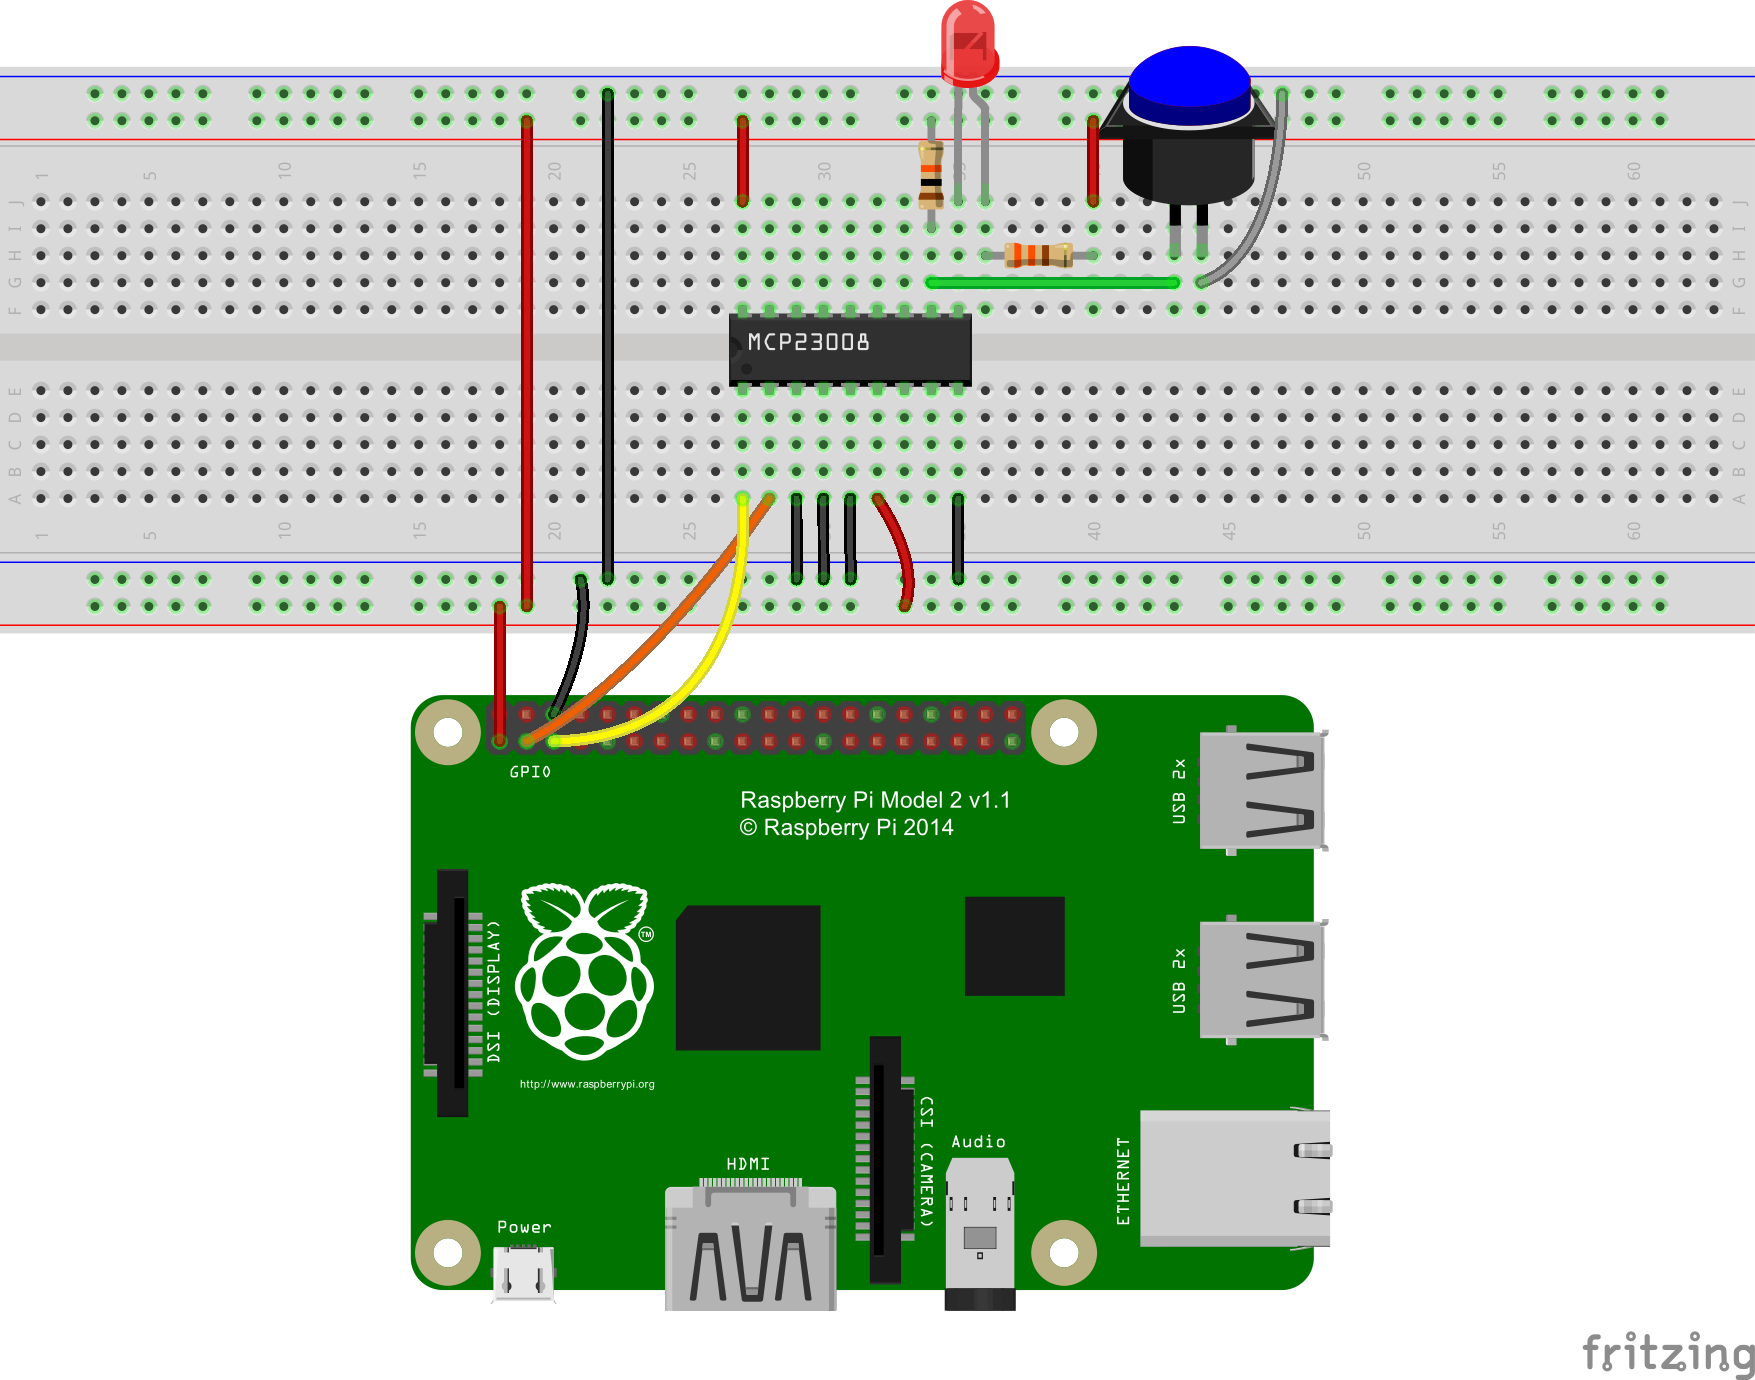 1 5 10 15 20 25 30 35 40 45 50 55 60
J J
I I
H H
G G
F F
MCP23008
E E
D D
C C
B B
A A
1 5 10 15 20 25 40 45 50 55 60
GPIO
Raspberry Pi Model 2 v1.1
© Raspberry Pi 2014
USB 2x
DSI (DISPLAY)
TM
USB 2x
http://www.raspberrypi.org
CSI (CAMERA)
Audio
ETHERNET
HDMI
Power
fritzing